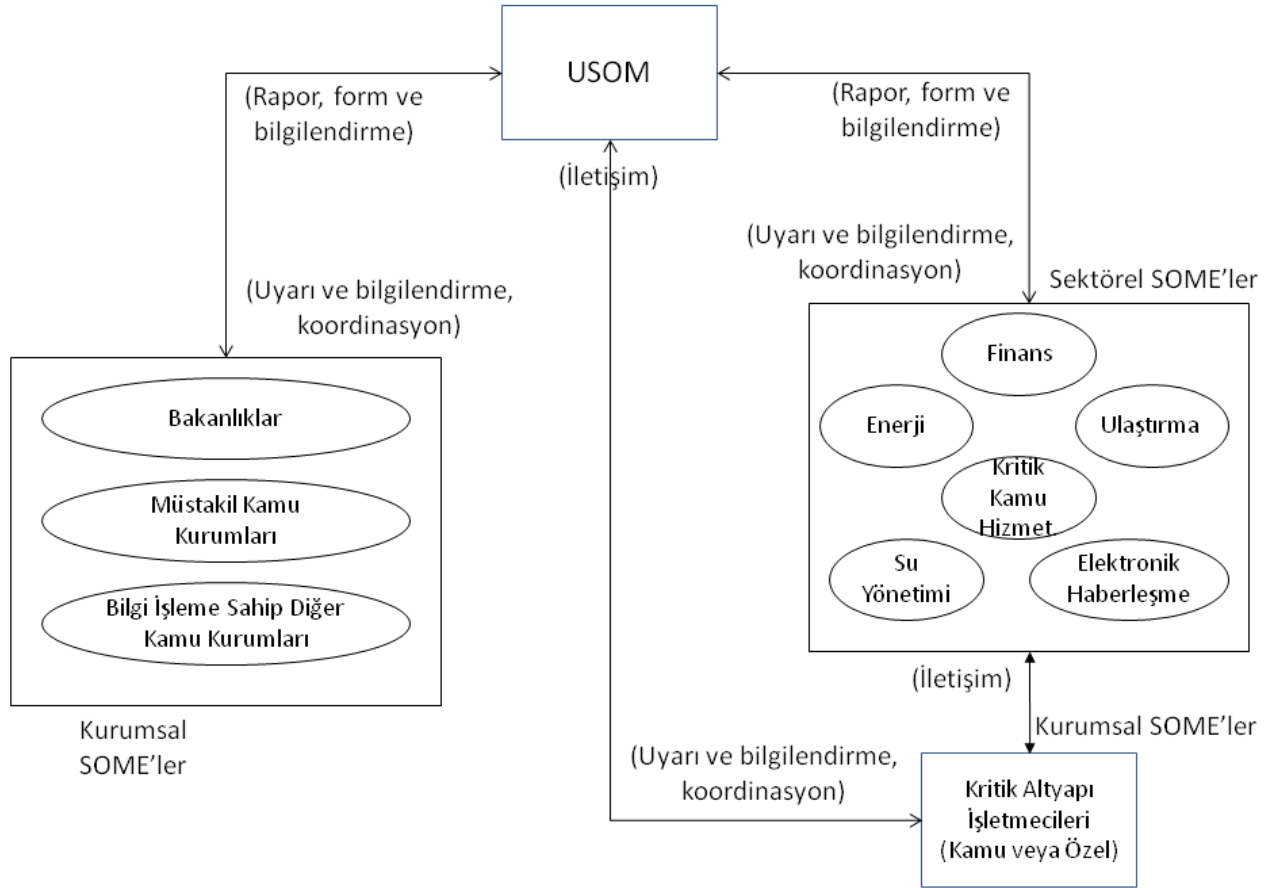 USOM
(Rapor, form ve
bilgilendirme)
(Rapor, form ve
bilgilendirme)
(İletişim)
(Uyarı ve bilgilendirme,
koordinasyon)
(Uyarı ve bilgilendirme,
koordinasyon)
Sektörel SOME’ler
Bakanlıklar
Müstakil Kamu
Kurumları
Bilgi İşleme Sahip Diğer
Kamu Kurumları
Kurumsal
SOME’ler
Finans
Enerji
Ulaştırma
Kritik
Kamu
Hizmet.
Su
Yönetimi
Elektronik
Haberleşme
(İletişim)
Kurumsal SOME’ler
(Uyarı ve bilgilendirme,
koordinasyon)
Kritik Altyapı
İşletmecileri
(Kamu veya Özel)